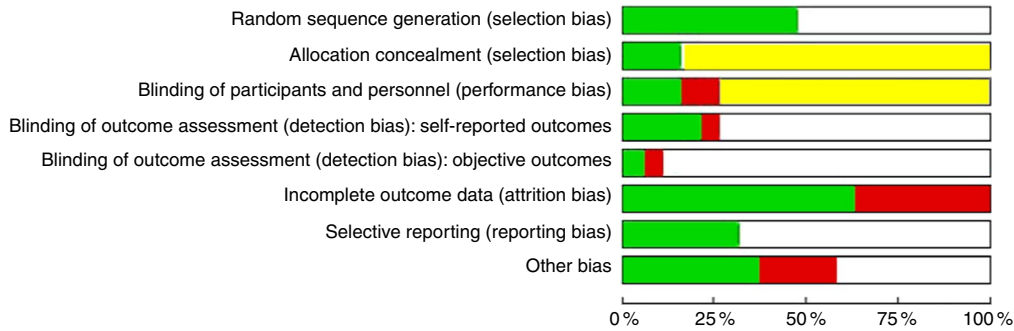 Random sequence generation (selection bias)
Allocation concealment (selection bias)
Blinding of participants and personnel (performance bias)
Blinding of outcome assessment (detection bias): self-reported outcomes
Blinding of outcome assessment (detection bias): objective outcomes
Incomplete outcome data (attrition bias)
Selective reporting (reporting bias)
Other bias
0 % 25 % 50 % 75 % 100 %